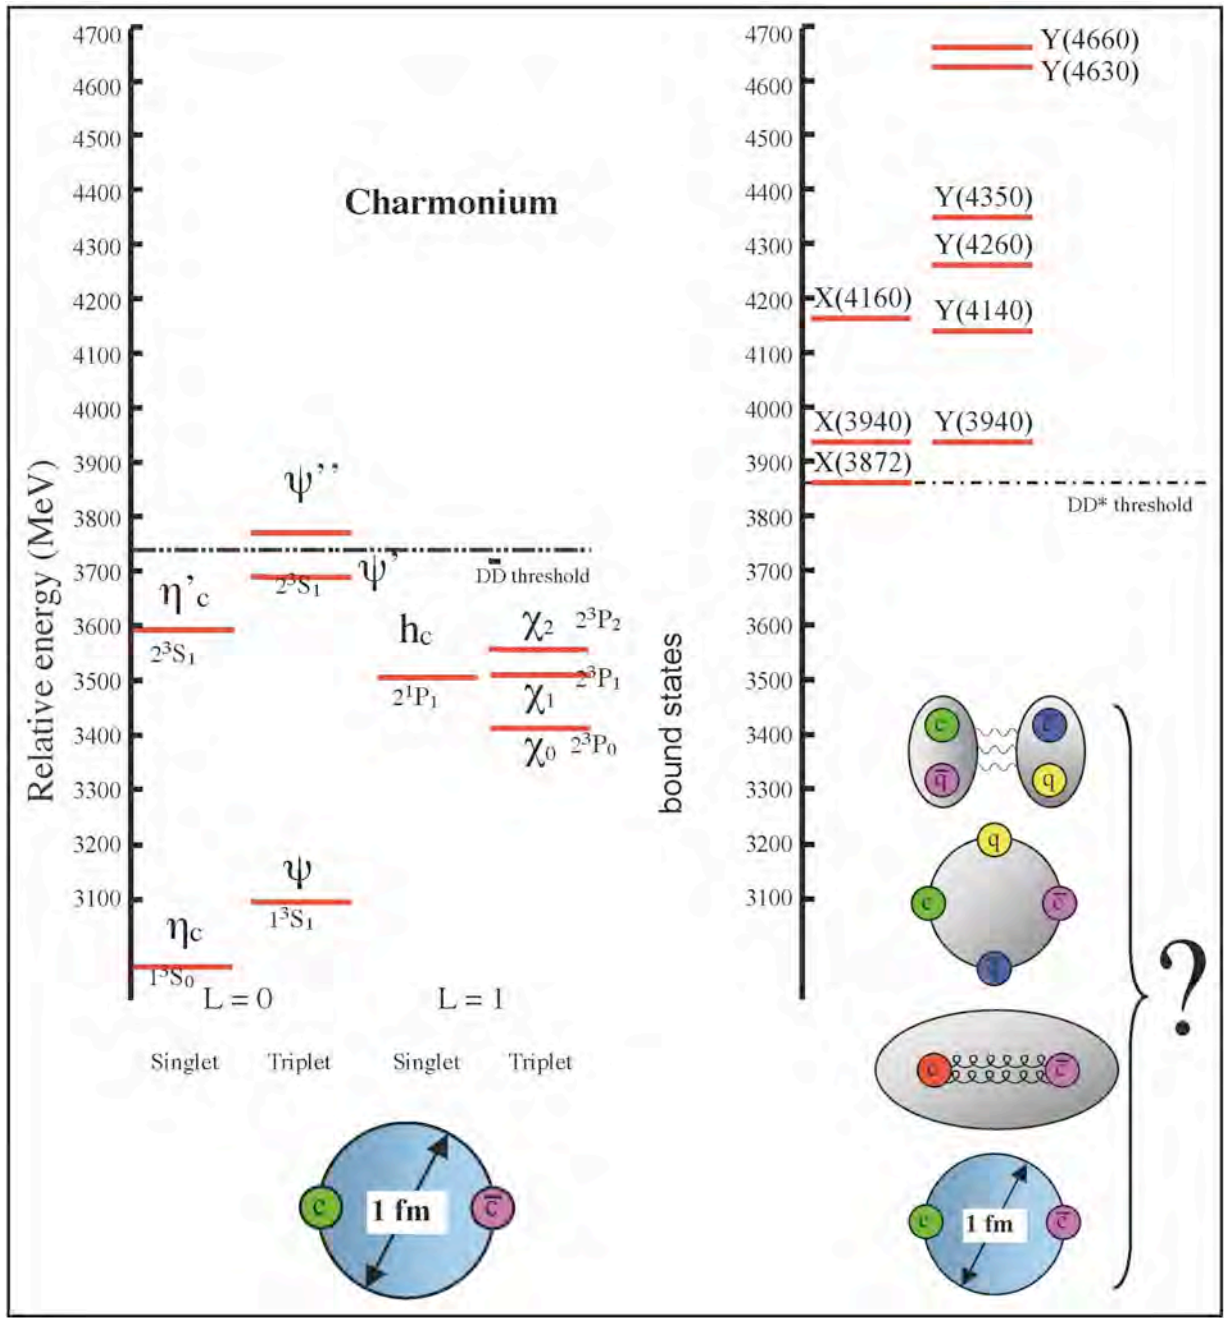 4700
4600
4500
4400
4300
4200
4100
4000
3900
3800
3700
3600
3500
3400
3300
3200
3100
Relative energy (MeV)
Charmonium
ψ’’
ψ’
2³S₁
DD threshold
η’c
2³S₁
hc
2¹P₁
χ₂ 2³P₂
2³P₁
χ₁
χ₀ 2³P₀
ψ
1³S₁
ηc
1³S₀
L = 0 L = 1
Singlet Triplet Singlet Triplet
c 1 fm c̅
4700
4600
4500
4400
4300
4200
4100
4000
3900
3800
3700
3600
3500
3400
3300
3200
3100
bound states
Y(4660)
Y(4630)
Y(4350)
Y(4260)
X(4160) Y(4140)
X(3940) Y(3940)
X(3872)
DD* threshold
c c̅
q̅ q
q
c c̅
q̅
c c̅
c 1 fm c̅
?